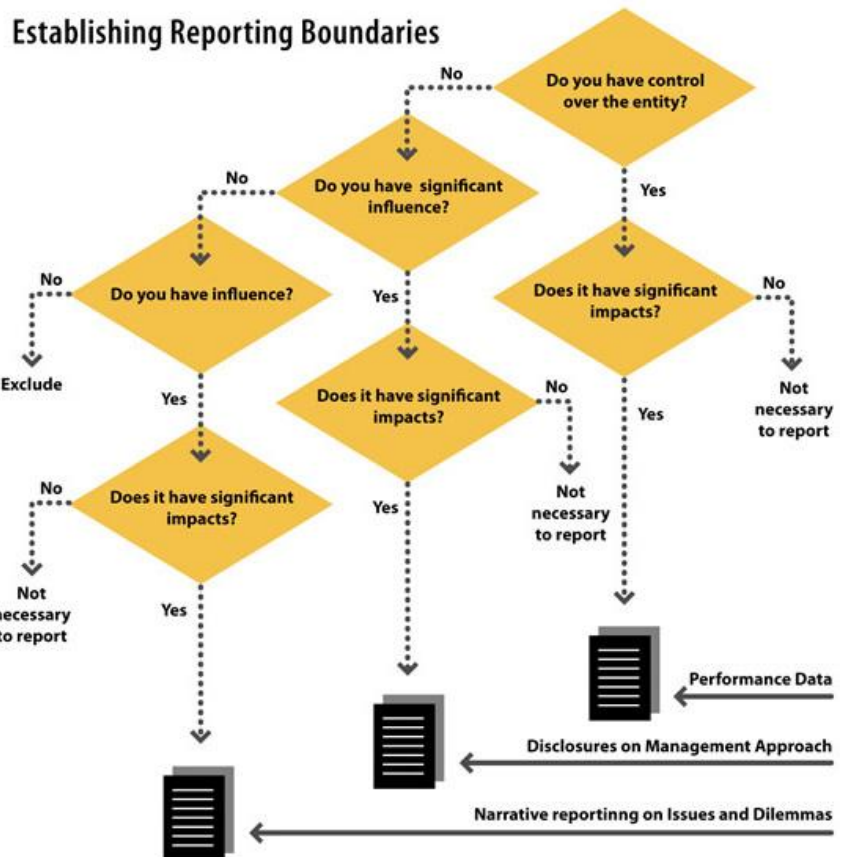 Establishing Reporting Boundaries
Do you have control
over the entity?
No
Yes
Do you have significant
influence?
No
Yes
Does it have significant
impacts?
No
Not
necessary
to report
Yes
Do you have influence?
No
Exclude
Yes
Does it have significant
impacts?
No
Not
necessary
to report
Yes
Does it have significant
impacts?
No
Not
necessary
to report
Yes
Performance Data
Disclosures on Management Approach
Narrative reportinng on Issues and Dilemmas